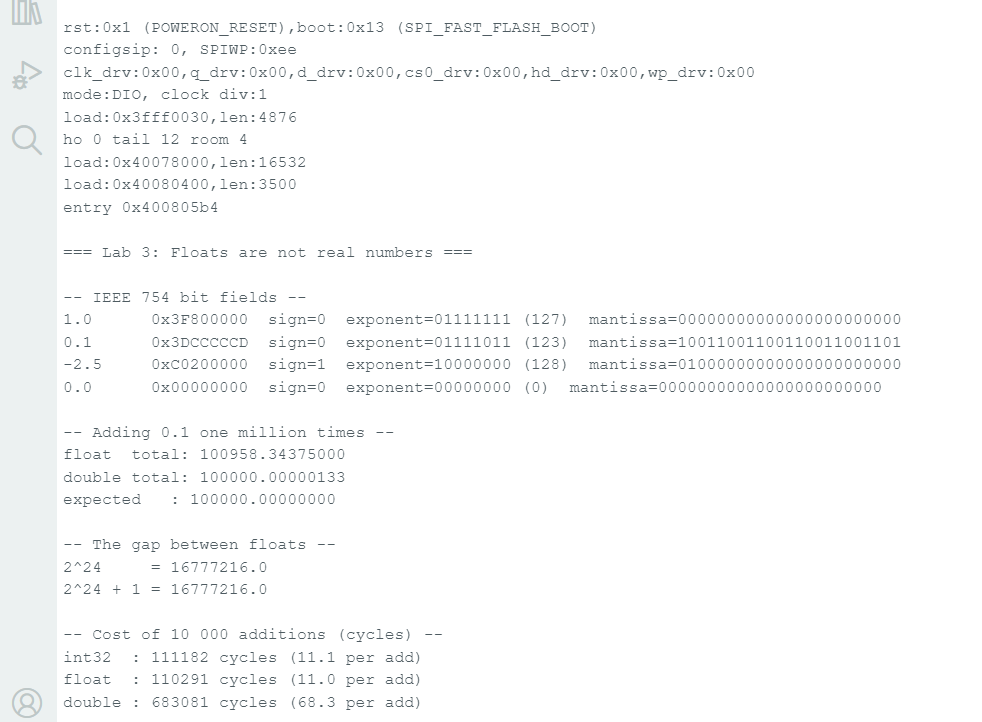 rst:0x1 (POWERON_RESET),boot:0x13 (SPI_FAST_FLASH_BOOT)
configsip: 0, SPIWP:0xee
clk_drv:0x00,q_drv:0x00,d_drv:0x00,cs0_drv:0x00,hd_drv:0x00,wp_drv:0x00
mode:DIO, clock div:1
load:0x3fff0030,len:4876
ho 0 tail 12 room 4
load:0x40078000,len:16532
load:0x40080400,len:3500
entry 0x400805b4

=== Lab 3: Floats are not real numbers ===

-- IEEE 754 bit fields --
1.0      0x3F800000  sign=0  exponent=01111111 (127)  mantissa=00000000000000000000000
0.1      0x3DCCCCCD  sign=0  exponent=01111011 (123)  mantissa=10011001100110011001101
-2.5     0xC0200000  sign=1  exponent=10000000 (128)  mantissa=01000000000000000000000
0.0      0x00000000  sign=0  exponent=00000000 (0)  mantissa=00000000000000000000000

-- Adding 0.1 one million times --
float  total: 100958.34375000
double total: 100000.00000133
expected   : 100000.00000000

-- The gap between floats --
2^24     = 16777216.0
2^24 + 1 = 16777216.0

-- Cost of 10 000 additions (cycles) --
int32  : 111182 cycles (11.1 per add)
float  : 110291 cycles (11.0 per add)
double : 683081 cycles (68.3 per add)